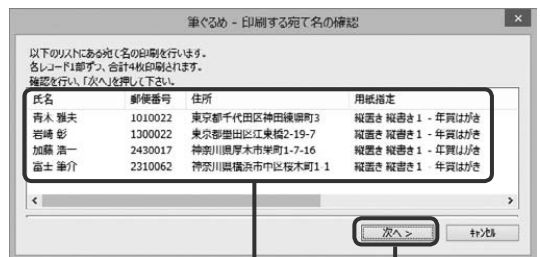 筆ぐるめ - 印刷する宛て名の確認
以下のリストにある宛て名の印刷を行います。
各レコード1部ずつ、合計4枚印刷されます。
確認を行い、「次へ」を押して下さい。
氏名 郵便番号 住所 用紙指定
青木 雅夫 1010022 東京都千代田区神田練塀町3 縦置き 縦書き1 - 年賀はがき
岩崎 彰 1300022 東京都墨田区江東橋2-19-7 縦置き 縦書き1 - 年賀はがき
加藤 浩一 2430017 神奈川県厚木市栄町1-7-16 縦置き 縦書き1 - 年賀はがき
富士 筆介 2310062 神奈川県横浜市中区桜木町1-1 縦置き 縦書き1 - 年賀はがき
次へ > キャンセル